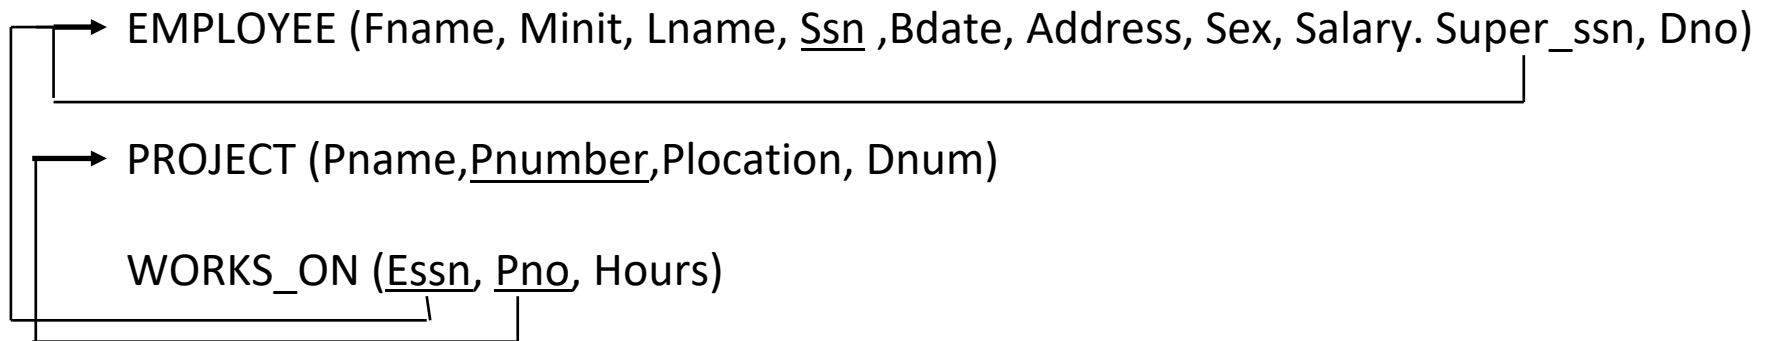 EMPLOYEE (Fname, Minit, Lname, Ssn ,Bdate, Address, Sex, Salary. Super_ssn, Dno)
PROJECT (Pname,Pnumber,Plocation, Dnum)
WORKS_ON (Essn, Pno, Hours)